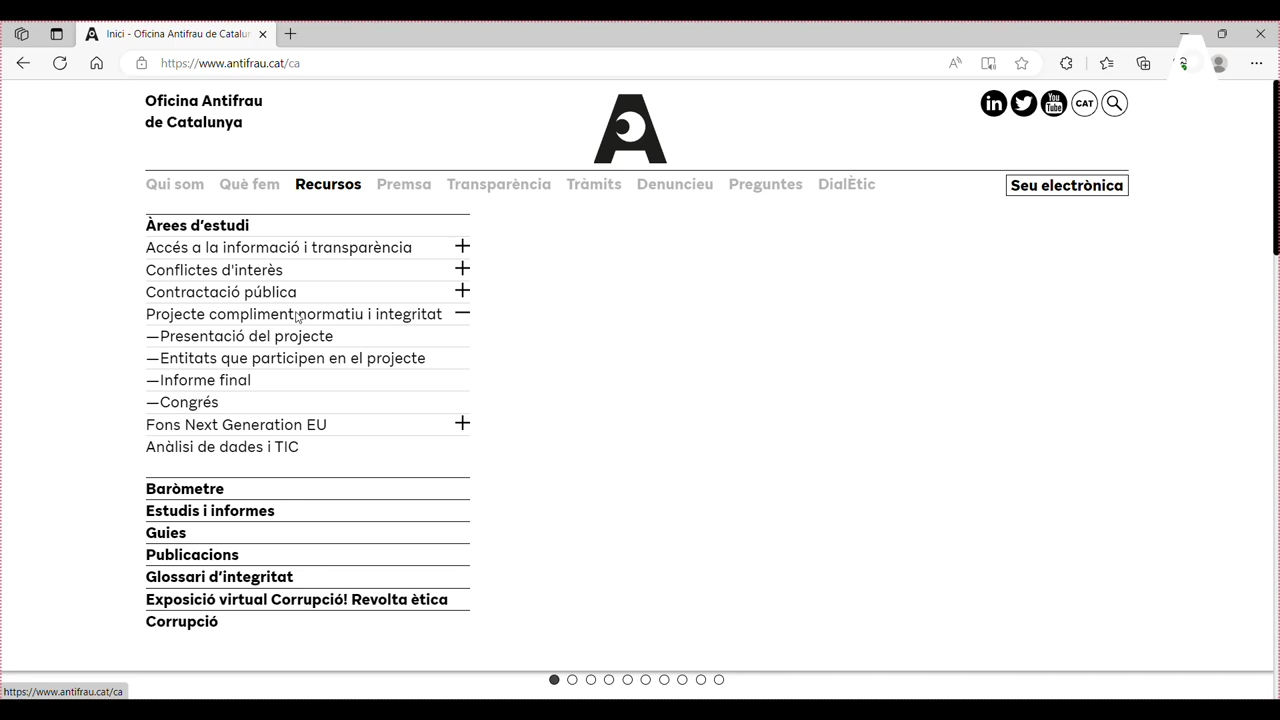 Inici - Oficina Antifrau de Catalur
https://www.antifrau.cat/ca
Oficina Antifrau
de Catalunya
in
You
Tube
CAT
Qui som Què fem Recursos Premsa Transparència Tràmits Denuncieu Preguntes DialÈtic
Seu electrònica
Àrees d'estudi
Accés a la informació i transparència
Conflictes d'interès
Contractació pública
Projecte compliment normatiu i integritat
—Presentació del projecte
—Entitats que participen en el projecte
—Informe final
—Congrés
Fons Next Generation EU
Anàlisi de dades i TIC
Baròmetre
Estudis i informes
Guies
Publicacions
Glossari d'integritat
Exposició virtual Corrupció! Revolta ètica
Corrupció
https://www.antifrau.cat/ca